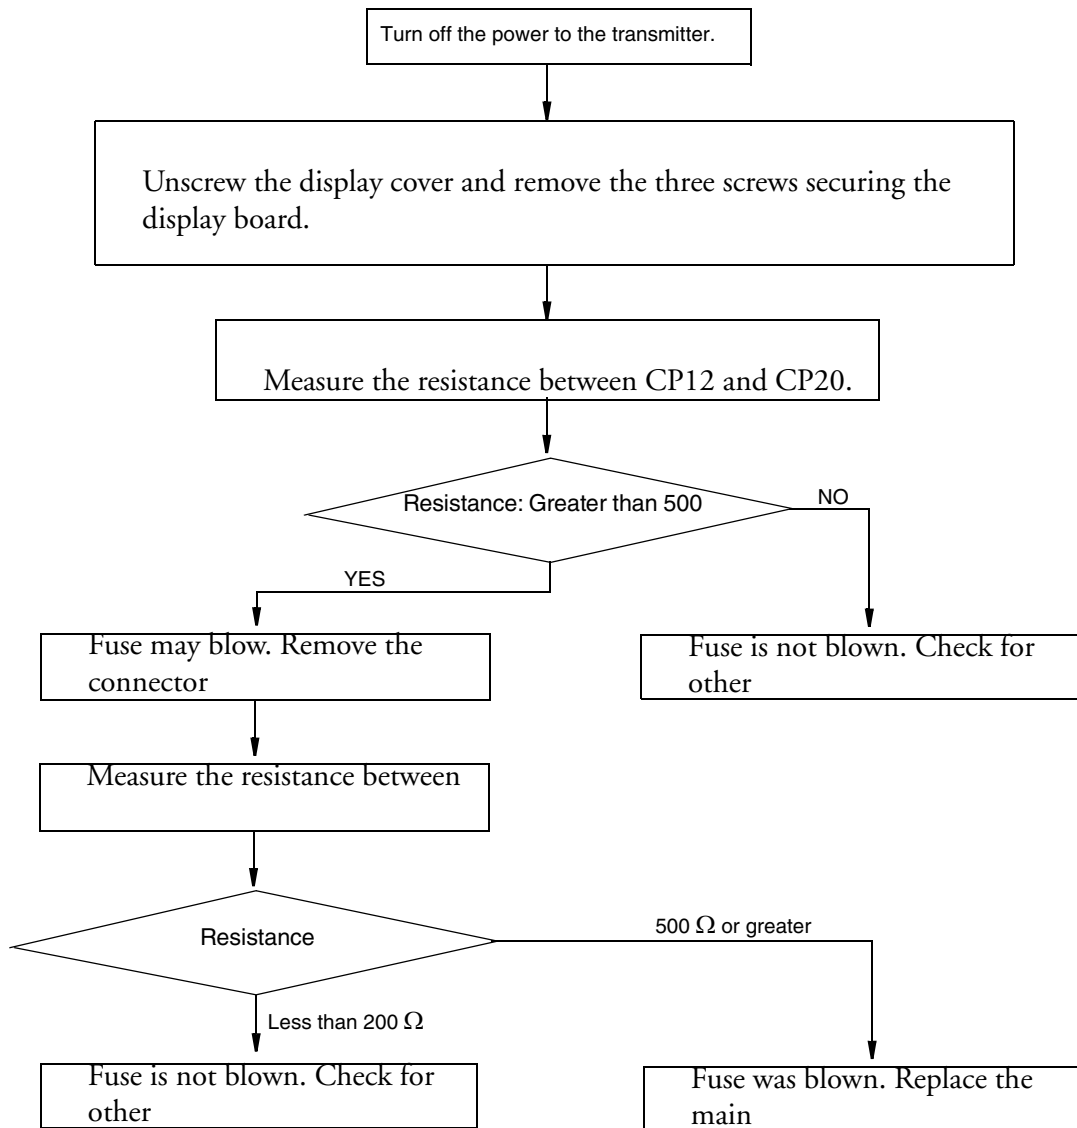 Turn off the power to the transmitter.
Unscrew the display cover and remove the three screws securing the
display board.
Measure the resistance between CP12 and CP20.
Resistance: Greater than 500
NO
YES
Fuse may blow. Remove the
connector
Fuse is not blown. Check for
other
Measure the resistance between
Resistance
500 Ω or greater
Less than 200 Ω
Fuse is not blown. Check for
other
Fuse was blown. Replace the
main